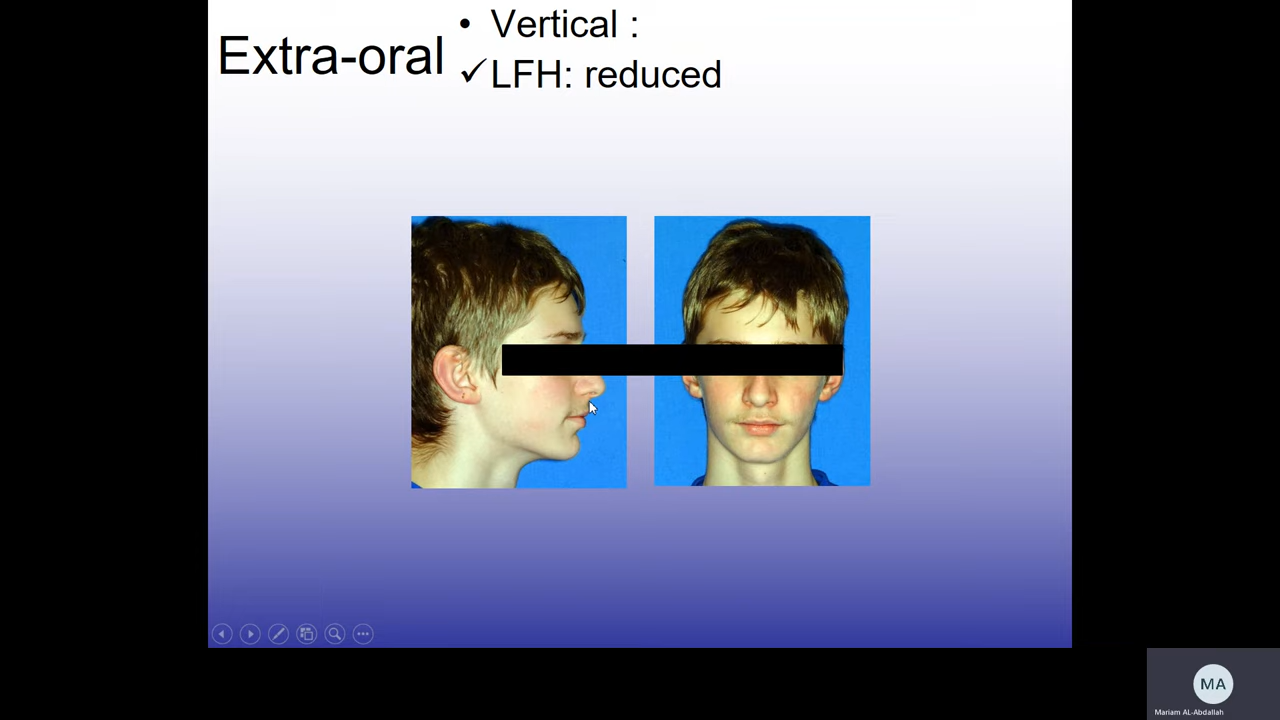 Extra-oral
• Vertical :
✓LFH: reduced
MA
Mariam AL-Abdallah